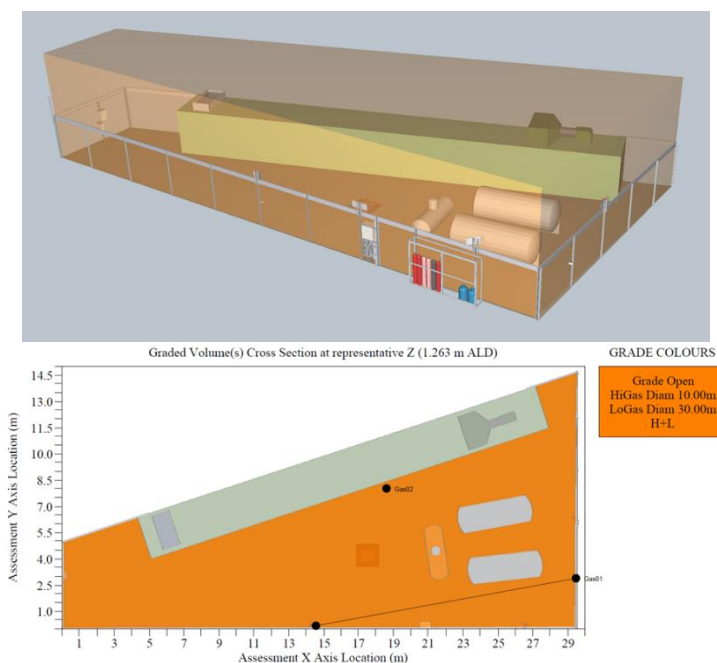 Graded Volume(s) Cross Section at representative Z (1.263 m ALD)
GRADE COLOURS
Grade Open
HiGas Diam 10.00m
LoGas Diam 30.00m
H+L
Assessment Y Axis Location (m)
14.5
13.0
11.5
10.0
8.5
7.0
5.5
4.0
2.5
1.0
Gas02
Gas01
1 3 5 7 9 11 13 15 17 19 21 23 25 27 29
Assessment X Axis Location (m)